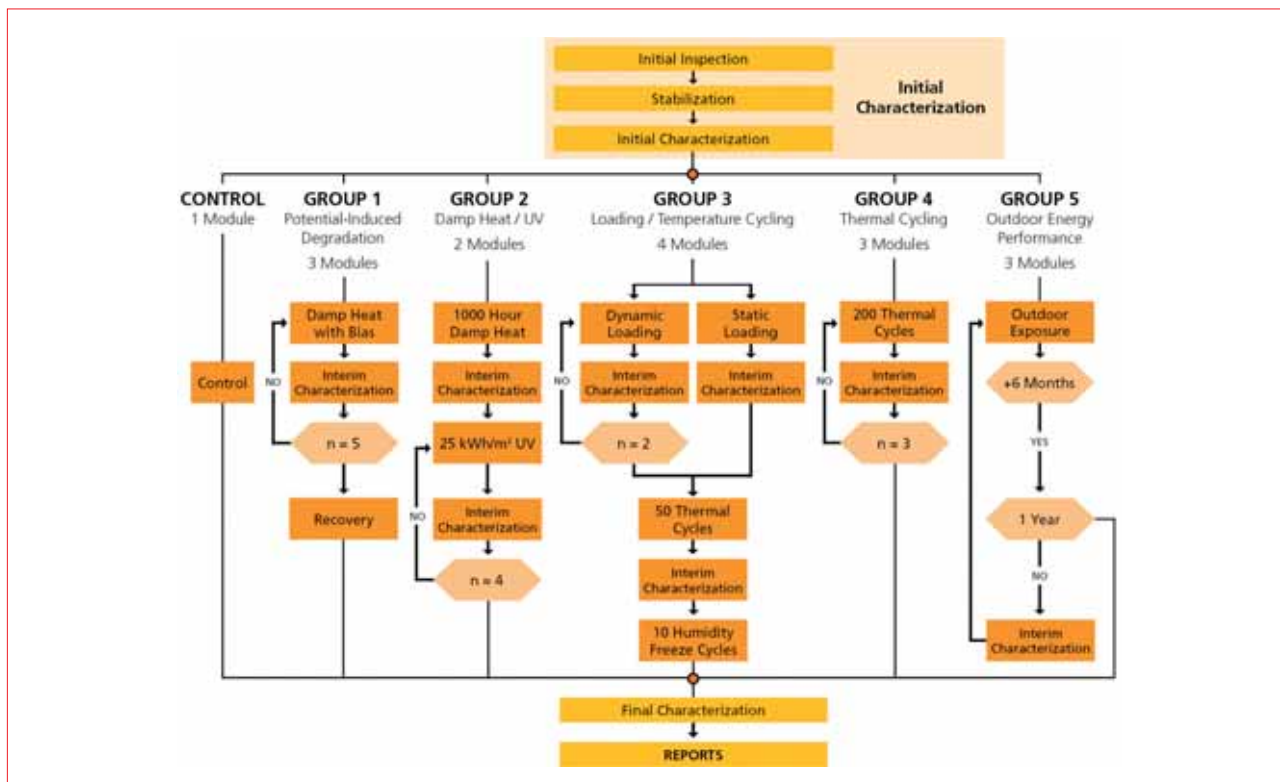 Initial Inspection
Stabilization
Initial Characterization
Initial
Characterization
CONTROL
1 Module
GROUP 1
Potential-Induced
Degradation
3 Modules
GROUP 2
Damp Heat / UV
2 Modules
GROUP 3
Loading / Temperature Cycling
4 Modules
GROUP 4
Thermal Cycling
3 Modules
GROUP 5
Outdoor Energy
Performance
3 Modules
Control
Damp Heat
with Bias
Interim
Characterization
NO
n = 5
Recovery
1000 Hour
Damp Heat
Interim
Characterization
25 kWh/m² UV
NO
Interim
Characterization
n = 4
Dynamic
Loading
Interim
Characterization
NO
n = 2
Static
Loading
Interim
Characterization
50 Thermal
Cycles
Interim
Characterization
10 Humidity
Freeze Cycles
200 Thermal
Cycles
Interim
Characterization
NO
n = 3
Outdoor
Exposure
+6 Months
YES
1 Year
NO
Interim
Characterization
Final Characterization
REPORTS